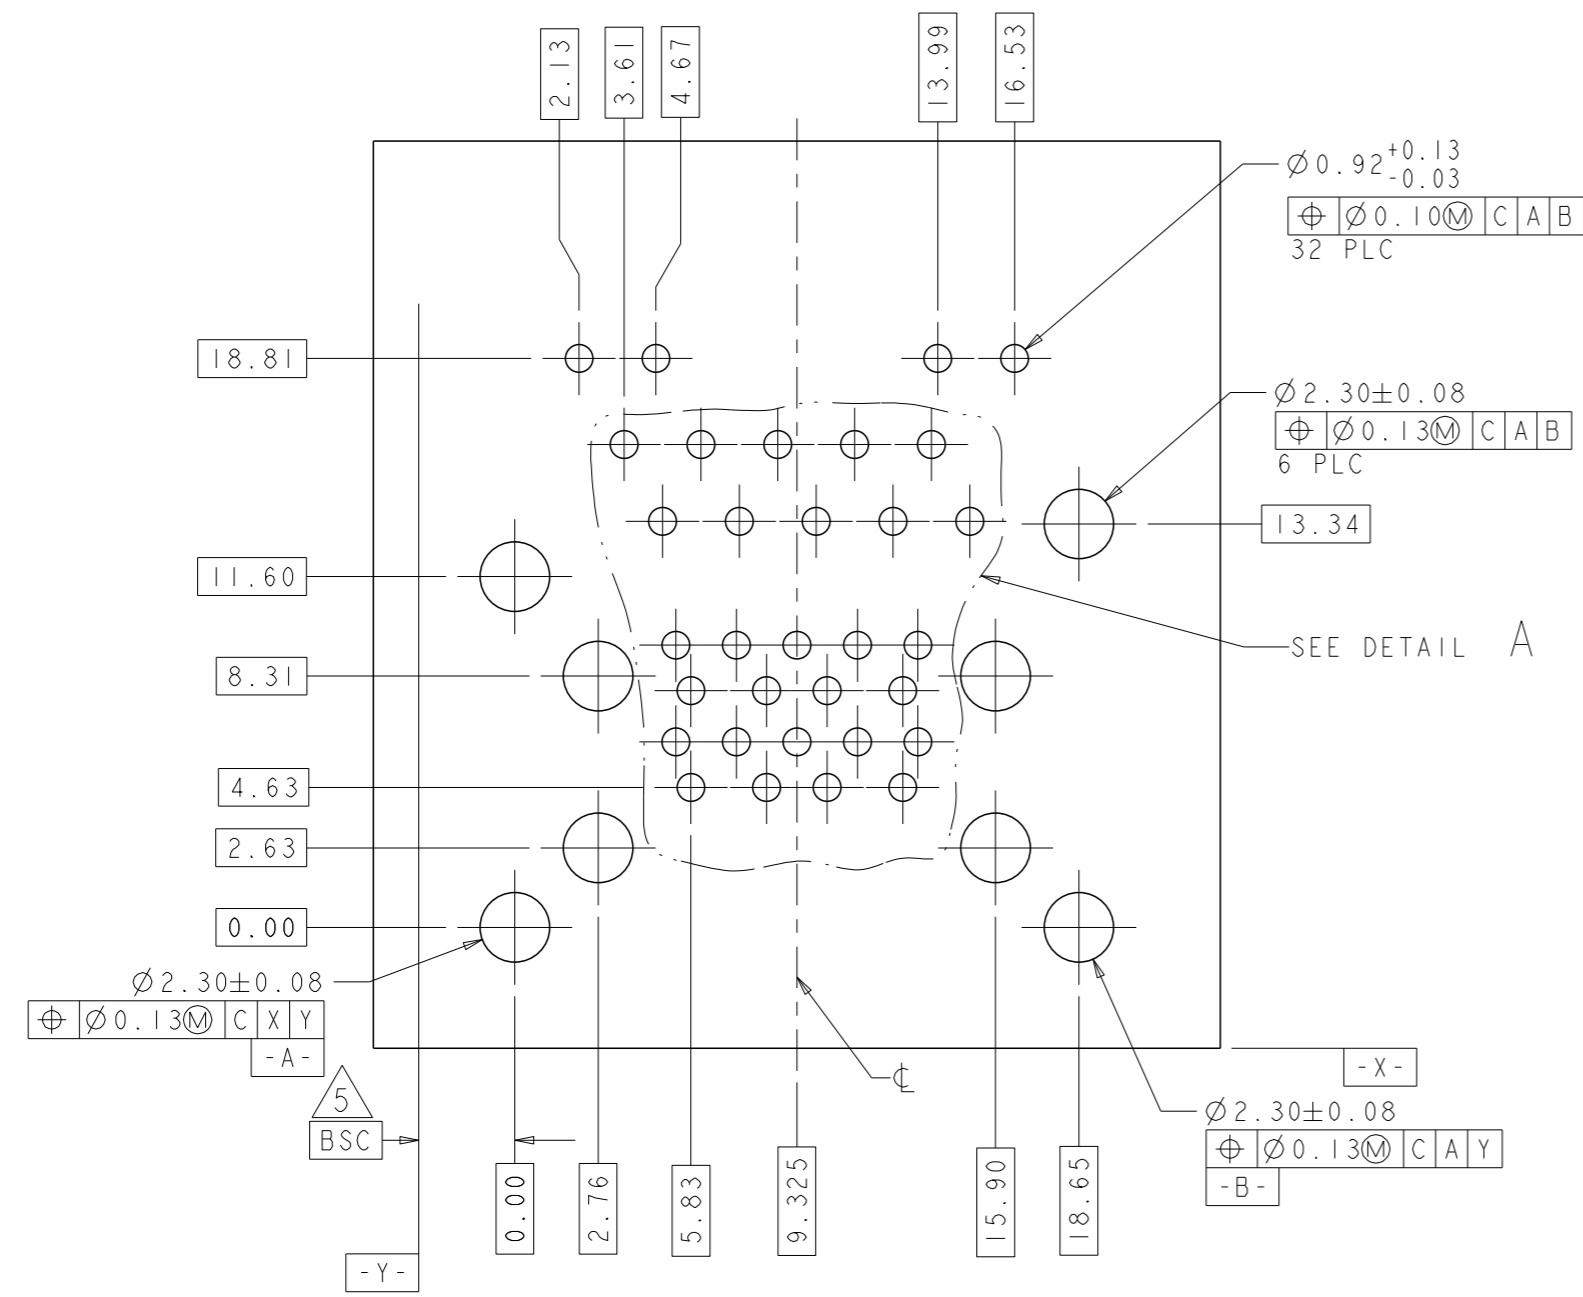 2.13
3.61
4.67
13.99
16.53
Ø0.92 +0.13
-0.03
⌖ Ø0.10Ⓜ C A B
32 PLC
18.81
Ø2.30±0.08
⌖ Ø0.13Ⓜ C A B
6 PLC
13.34
11.60
SEE DETAIL A
8.31
4.63
2.63
0.00
Ø2.30±0.08
⌖ Ø0.13Ⓜ C X Y
-A-
5
BSC
℄
-X-
Ø2.30±0.08
⌖ Ø0.13Ⓜ C A Y
-B-
0.00
2.76
5.83
9.325
15.90
18.65
-Y-